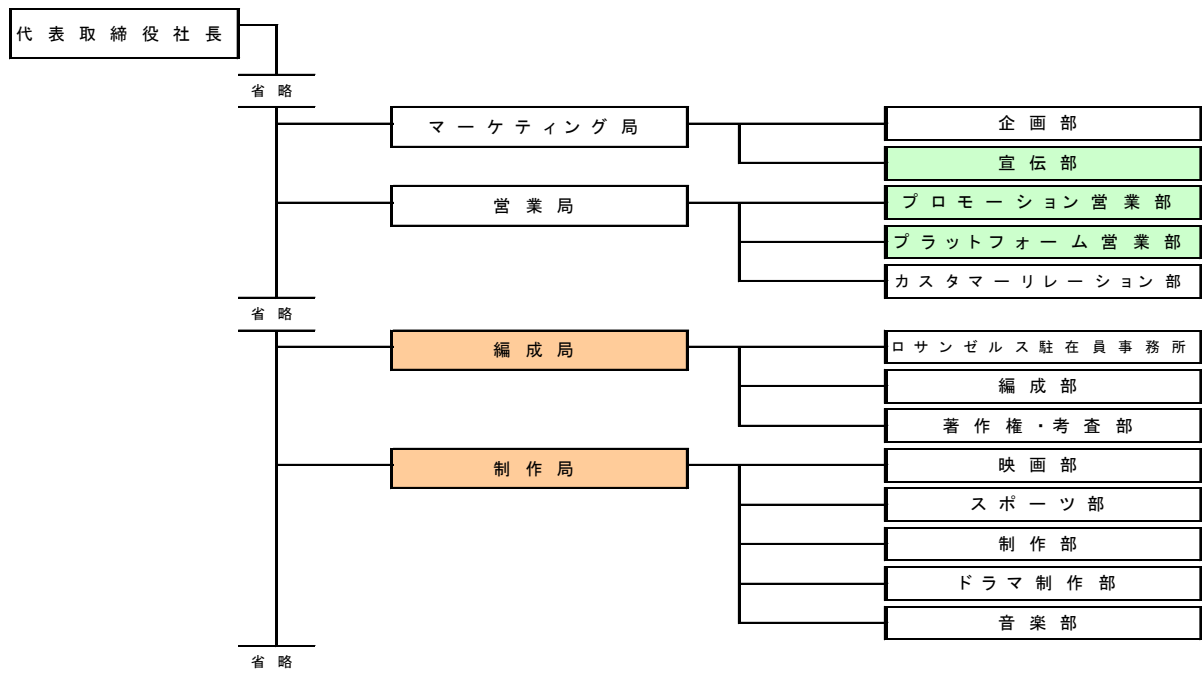 代表取締役社長
省略
マーケティング局
企画部
宣伝部
営業局
プロモーション営業部
プラットフォーム営業部
カスタマーリレーション部
省略
編成局
ロサンゼルス駐在員事務所
編成部
著作権・考査部
制作局
映画部
スポーツ部
制作部
ドラマ制作部
音楽部
省略